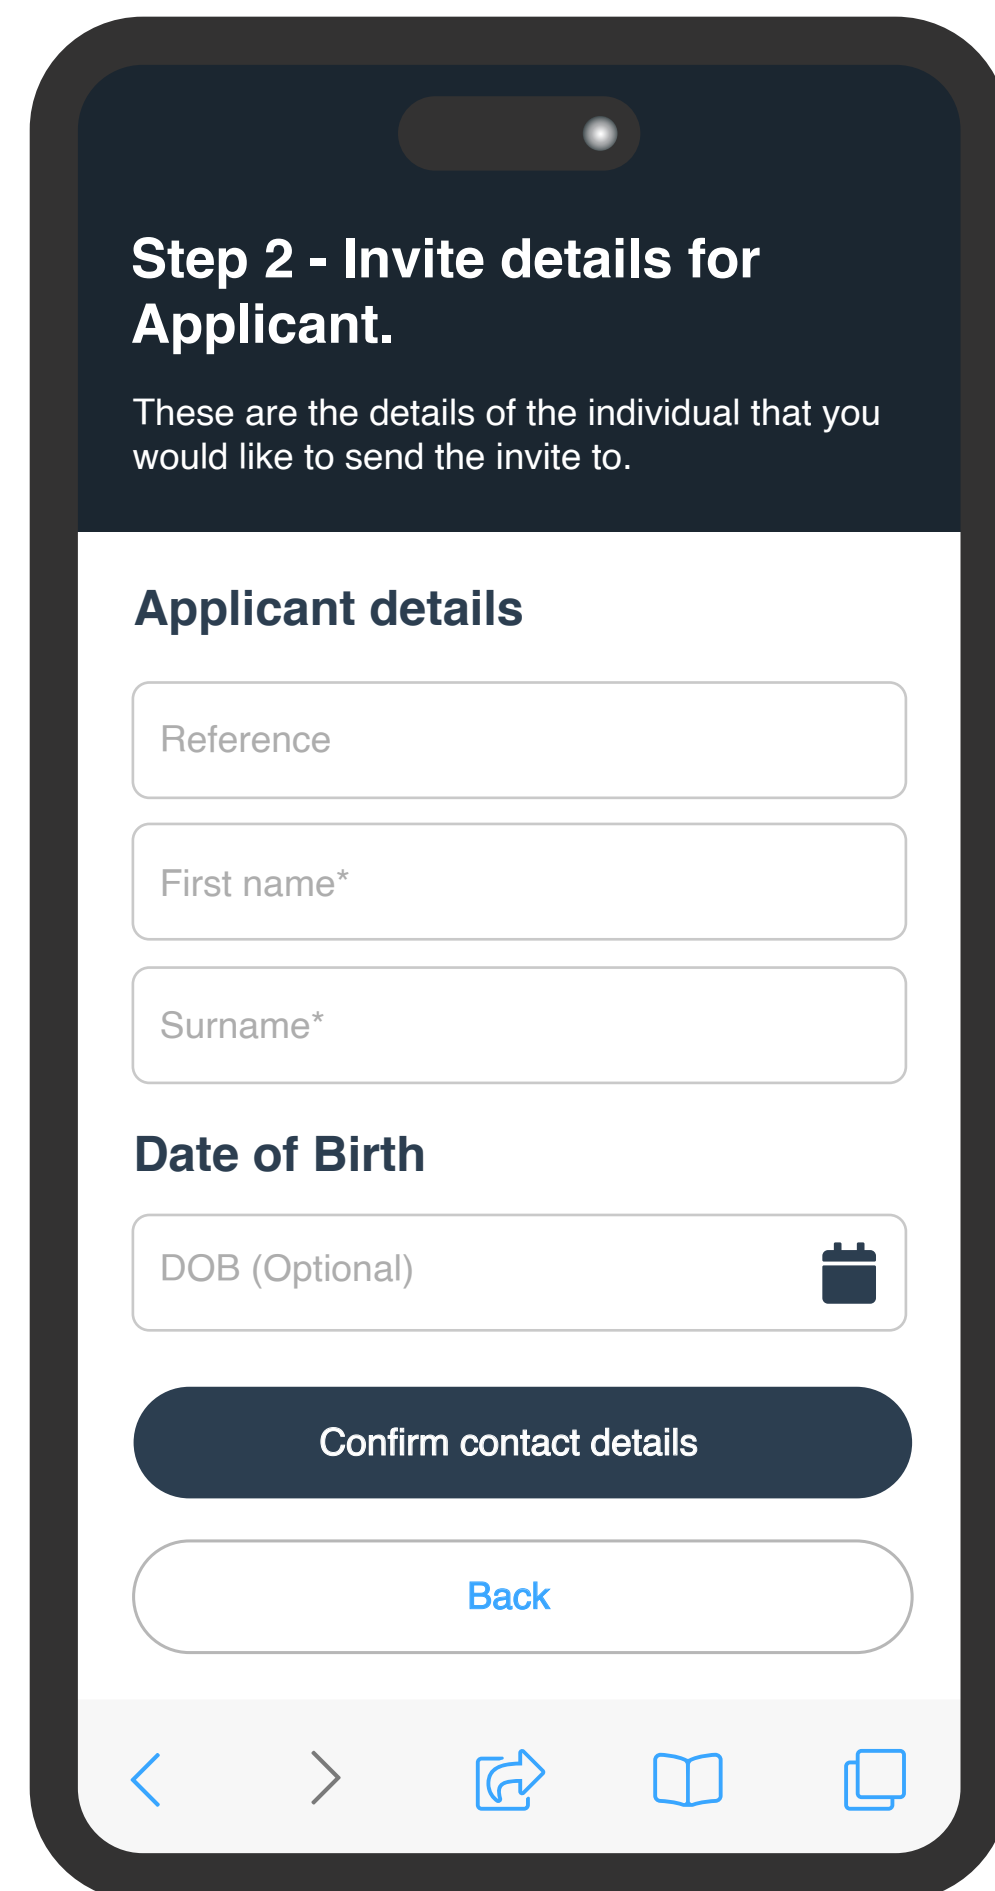 Step 2 - Invite details for
Applicant.
These are the details of the individual that you
would like to send the invite to.
Applicant details
Reference
First name*
Surname*
Date of Birth
DOB (Optional)
Confirm contact details
Back